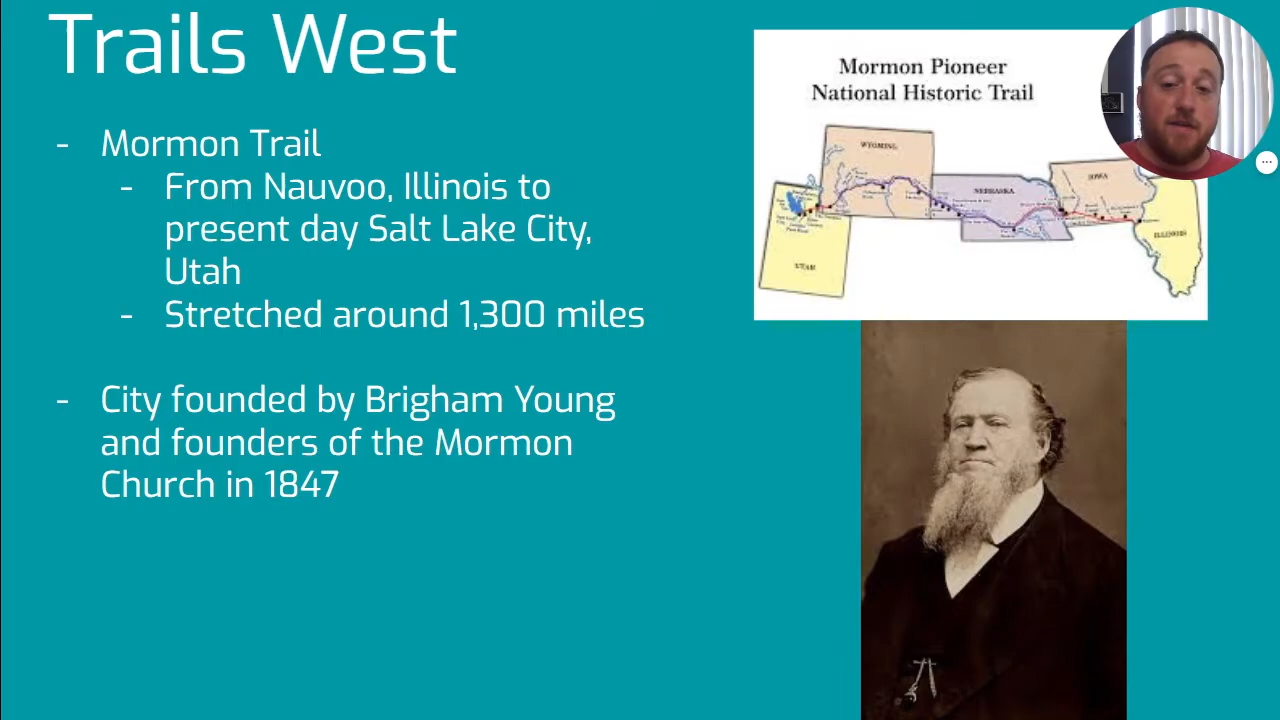 Trails West
- Mormon Trail
- From Nauvoo, Illinois to
present day Salt Lake City,
Utah
- Stretched around 1,300 miles
- City founded by Brigham Young
and founders of the Mormon
Church in 1847
Mormon Pioneer
National Historic Trail
WYOMING
NEBRASKA
IOWA
ILLINOIS
UTAH